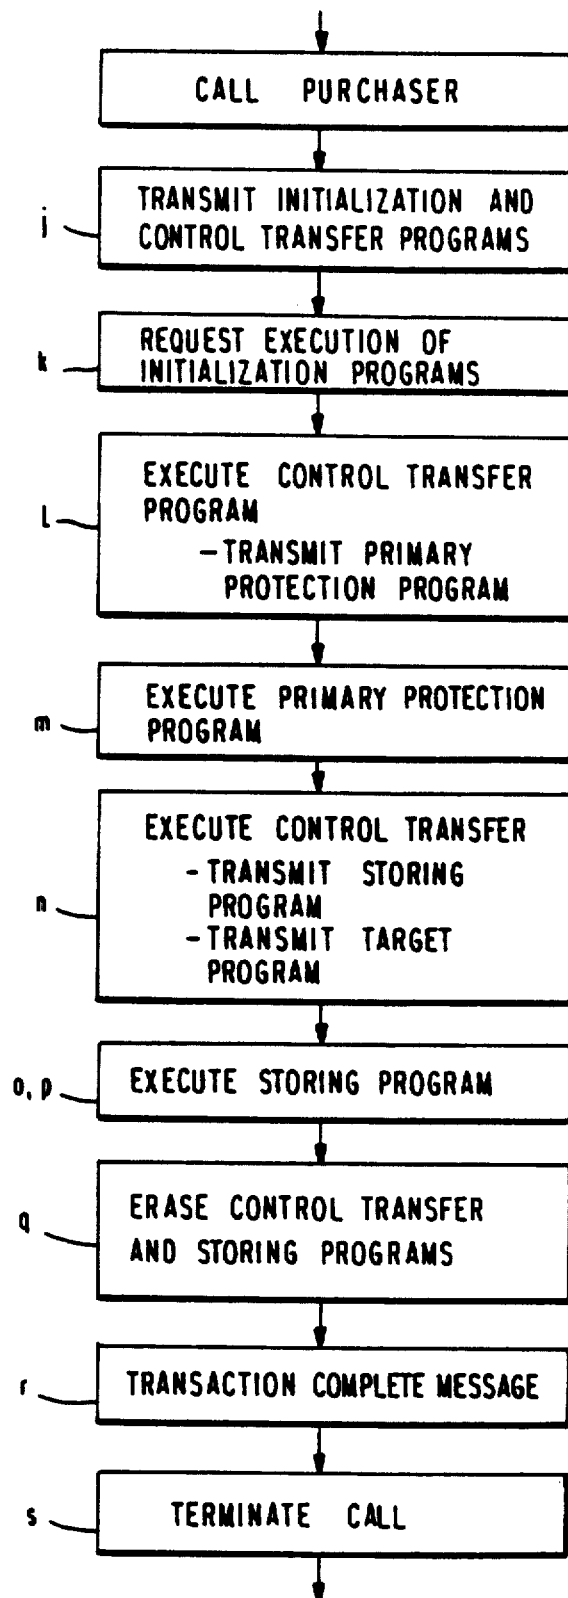 CALL PURCHASER
j
TRANSMIT INITIALIZATION AND
CONTROL TRANSFER PROGRAMS
k
REQUEST EXECUTION OF
INITIALIZATION PROGRAMS
L
EXECUTE CONTROL TRANSFER
PROGRAM
-TRANSMIT PRIMARY
PROTECTION PROGRAM
m
EXECUTE PRIMARY PROTECTION
PROGRAM
n
EXECUTE CONTROL TRANSFER
- TRANSMIT STORING
PROGRAM
-TRANSMIT TARGET
PROGRAM
o, p
EXECUTE STORING PROGRAM
q
ERASE CONTROL TRANSFER
AND STORING PROGRAMS
r
TRANSACTION COMPLETE MESSAGE
s
TERMINATE CALL